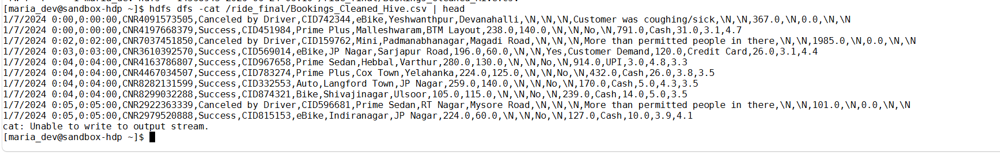 [maria_dev@sandbox-hdp ~]$ hdfs dfs -cat /ride_final/Bookings_Cleaned_Hive.csv | head
1/7/2024 0:00,0:00:00,CNR4091573505,Canceled by Driver,CID742344,eBike,Yeshwanthpur,Devanahalli,\N,\N,\N,Customer was coughing/sick,\N,\N,367.0,\N,0.0,\N,\N
1/7/2024 0:02,0:02:00,CNR4197668379,Success,CID451984,Prime Plus,Malleshwaram,BTM Layout,238.0,140.0,\N,\N,No,\N,791.0,Cash,31.0,3.1,4.7
1/7/2024 0:02,0:02:00,CNR7037451850,Canceled by Driver,CID159762,Mini,Padmanabhanagar,Magadi Road,\N,\N,\N,More than permitted people in there,\N,\N,1985.0,\N,0.0,\N,\N
1/7/2024 0:03,0:03:00,CNR3610392570,Success,CID569014,eBike,JP Nagar,Sarjapur Road,196.0,60.0,\N,\N,Yes,Customer Demand,120.0,Credit Card,26.0,3.1,4.4
1/7/2024 0:04,0:04:00,CNR4163786807,Success,CID967658,Prime Sedan,Hebbal,Varthur,280.0,130.0,\N,\N,No,\N,914.0,UPI,3.0,4.8,3.3
1/7/2024 0:04,0:04:00,CNR4467034507,Success,CID783274,Prime Plus,Cox Town,Yelahanka,224.0,125.0,\N,\N,No,\N,432.0,Cash,26.0,3.8,3.5
1/7/2024 0:04,0:04:00,CNR8282131599,Success,CID332553,Auto,Langford Town,JP Nagar,259.0,140.0,\N,\N,No,\N,170.0,Cash,5.0,4.3,3.5
1/7/2024 0:04,0:04:00,CNR8299032288,Success,CID874321,Bike,Shivajinagar,Ulsoor,105.0,115.0,\N,\N,No,\N,239.0,Cash,14.0,5.0,3.5
1/7/2024 0:05,0:05:00,CNR2922363339,Canceled by Driver,CID596681,Prime Sedan,RT Nagar,Mysore Road,\N,\N,\N,More than permitted people in there,\N,\N,101.0,\N,0.0,\N,\N
1/7/2024 0:05,0:05:00,CNR2979520888,Success,CID815153,eBike,Indiranagar,JP Nagar,224.0,60.0,\N,\N,No,\N,127.0,Cash,10.0,3.9,4.1
cat: Unable to write to output stream.
[maria_dev@sandbox-hdp ~]$